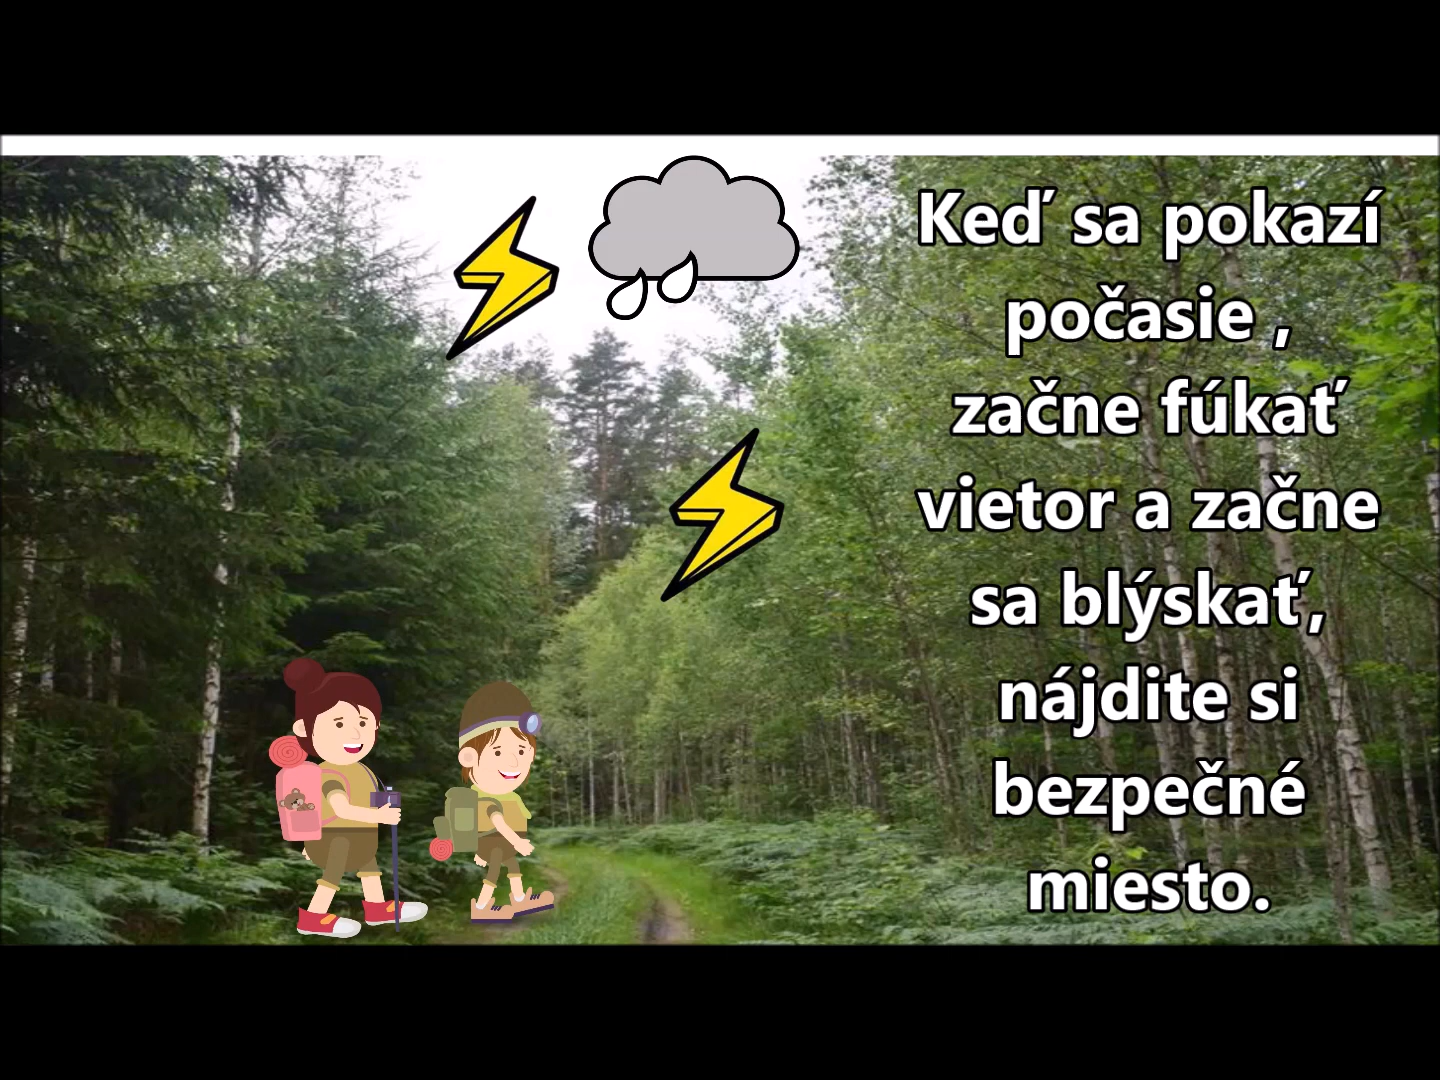 Keď sa pokazí
počasie ,
začne fúkať
vietor a začne
sa blýskať,
nájdite si
bezpečné
miesto.